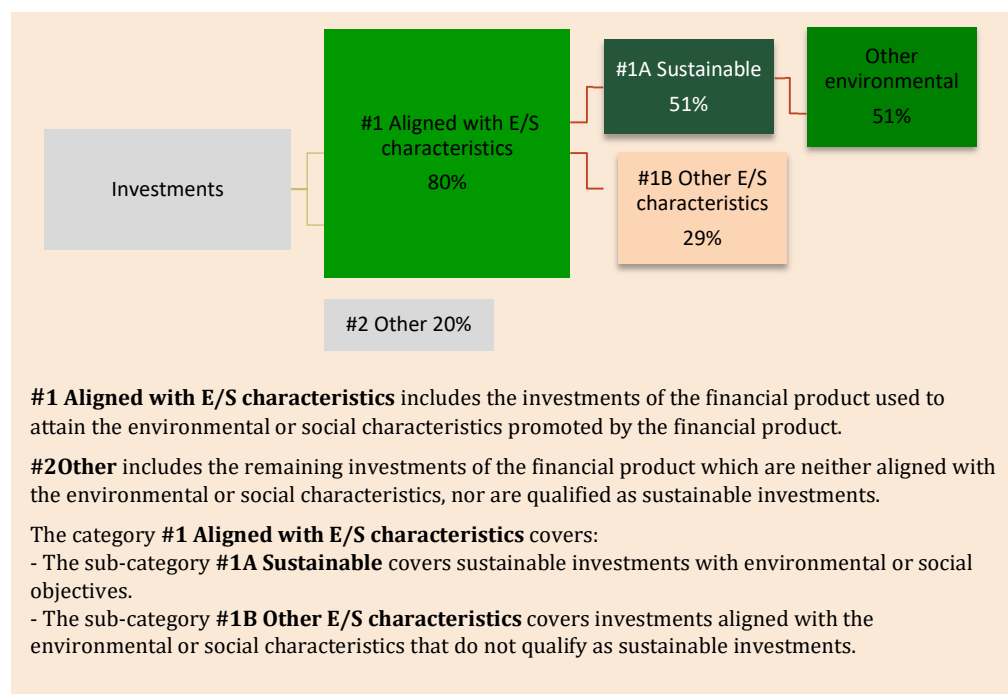 Investments
#1 Aligned with E/S
characteristics
80%
#1A Sustainable
51%
Other
environmental
51%
#1B Other E/S
characteristics
29%
#2 Other 20%
#1 Aligned with E/S characteristics includes the investments of the financial product used to
attain the environmental or social characteristics promoted by the financial product.
#2Other includes the remaining investments of the financial product which are neither aligned with
the environmental or social characteristics, nor are qualified as sustainable investments.
The category #1 Aligned with E/S characteristics covers:
- The sub-category #1A Sustainable covers sustainable investments with environmental or social
objectives.
- The sub-category #1B Other E/S characteristics covers investments aligned with the
environmental or social characteristics that do not qualify as sustainable investments.